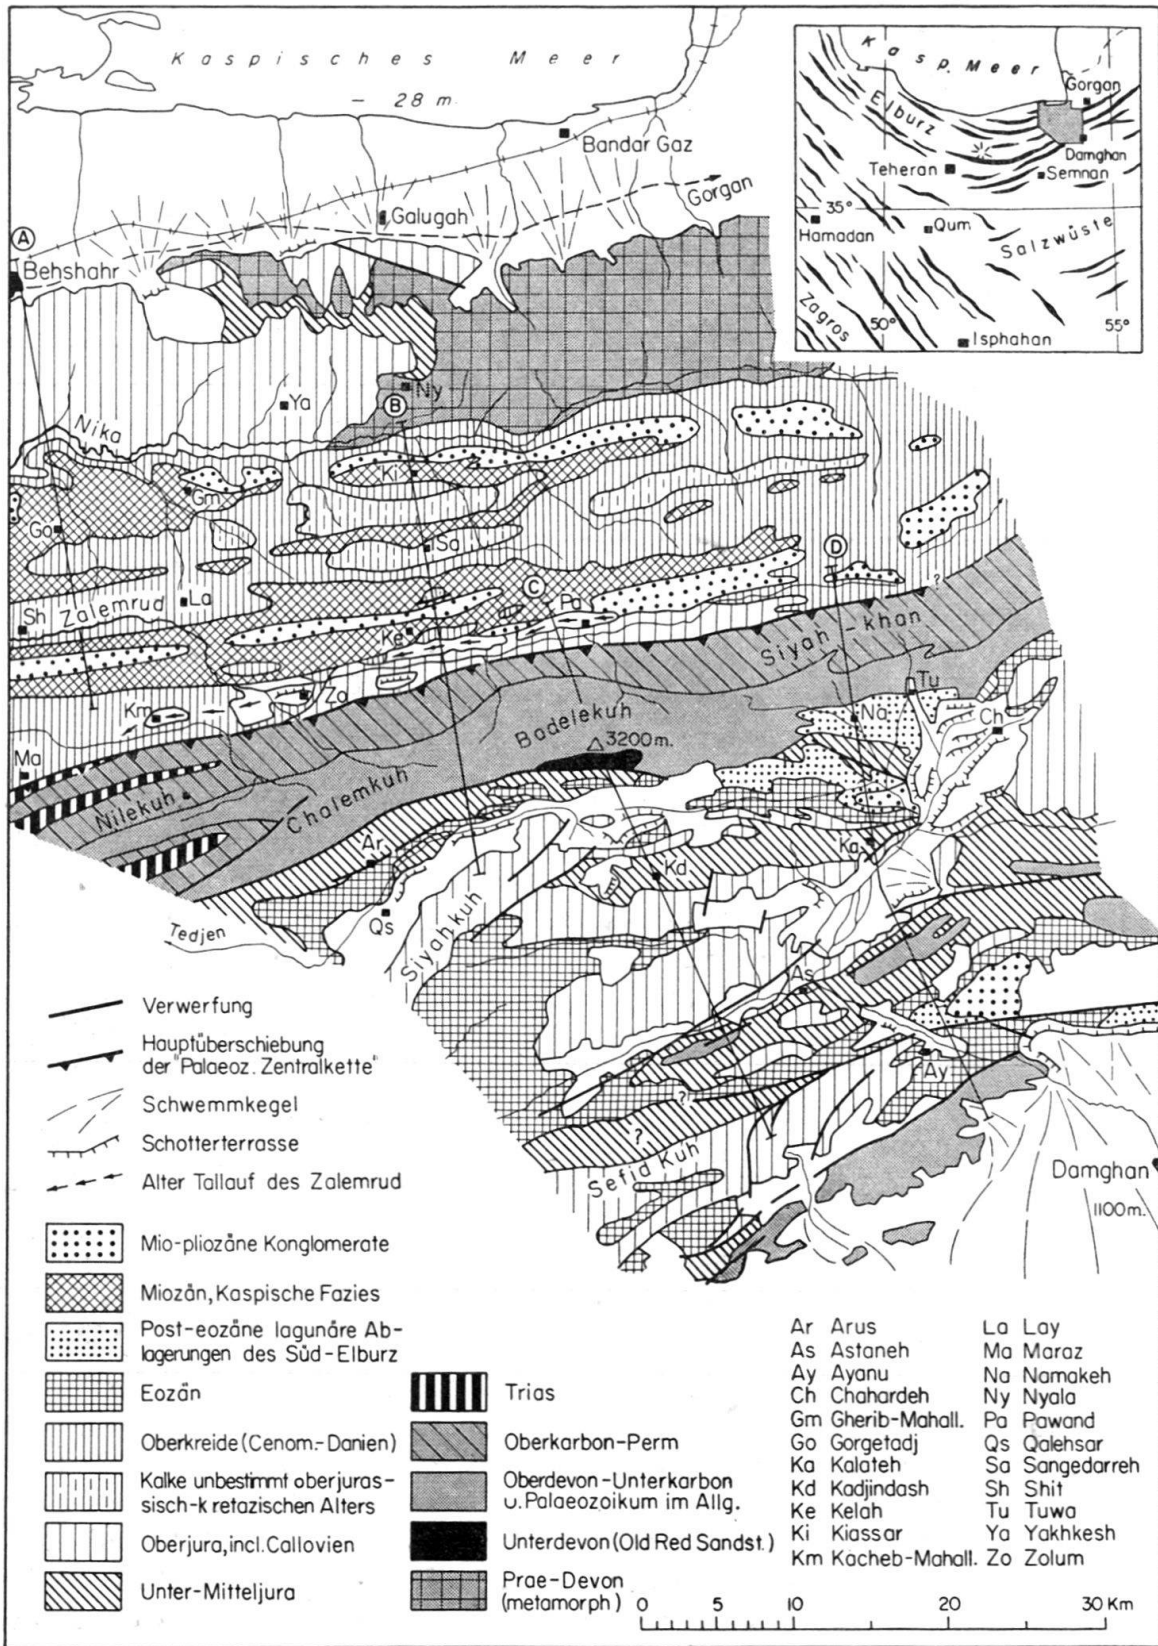 Kaspisches Meer
- 28 m.
Bandar Gaz
Gorgan
Galugah
A
Behshahr
B
Ny
Ya
Nika
Ki
Gm
Go
Sa
D
C
Pa
La
Sh
Zalemrud
Ke
?
Siyah-khan
Zo
Km
Tu
Na
Ch
Badelekuh
3200 m.
Ma
Nilekuh
Chalemkuh
Ar
Ka
Kd
Qs
Tedjen
Siyahkuh
As
Ay
?
?
Sefid Kuh
Damghan
1100 m.
Kasp. Meer
Gorgan
Elburz
Damghan
Teheran
Semnan
35°
Hamadan
Qum
Salzwüste
Zagros
50°
55°
Isphahan
Verwerfung
Hauptüberschiebung
der "Palaeoz. Zentralkette"
Schwemmkegel
Schotterterrasse
Alter Tallauf des Zalemrud
Mio-pliozäne Konglomerate
Miozän, Kaspische Fazies
Post-eozäne lagunäre Ab-
lagerungen des Süd-Elburz
Eozän
Oberkreide (Cenom.-Danien)
Kalke unbestimmt oberjuras-
sisch-kretazischen Alters
Oberjura, incl. Callovien
Unter-Mitteljura
Trias
Oberkarbon-Perm
Oberdevon-Unterkarbon
u. Palaeozoikum im Allg.
Unterdevon (Old Red Sandst.)
Prae-Devon
(metamorph)
Ar Arus
As Astaneh
Ay Ayanu
Ch Chahardeh
Gm Gherib-Mahall.
Go Gorgetadj
Ka Kalateh
Kd Kadjindash
Ke Kelah
Ki Kiassar
Km Kacheb-Mahall.
La Lay
Ma Maraz
Na Namakeh
Ny Nyala
Pa Pawand
Qs Qalehsar
Sa Sangedarreh
Sh Shit
Tu Tuwa
Ya Yakhkesh
Zo Zolum
0 5 10 20 30 Km